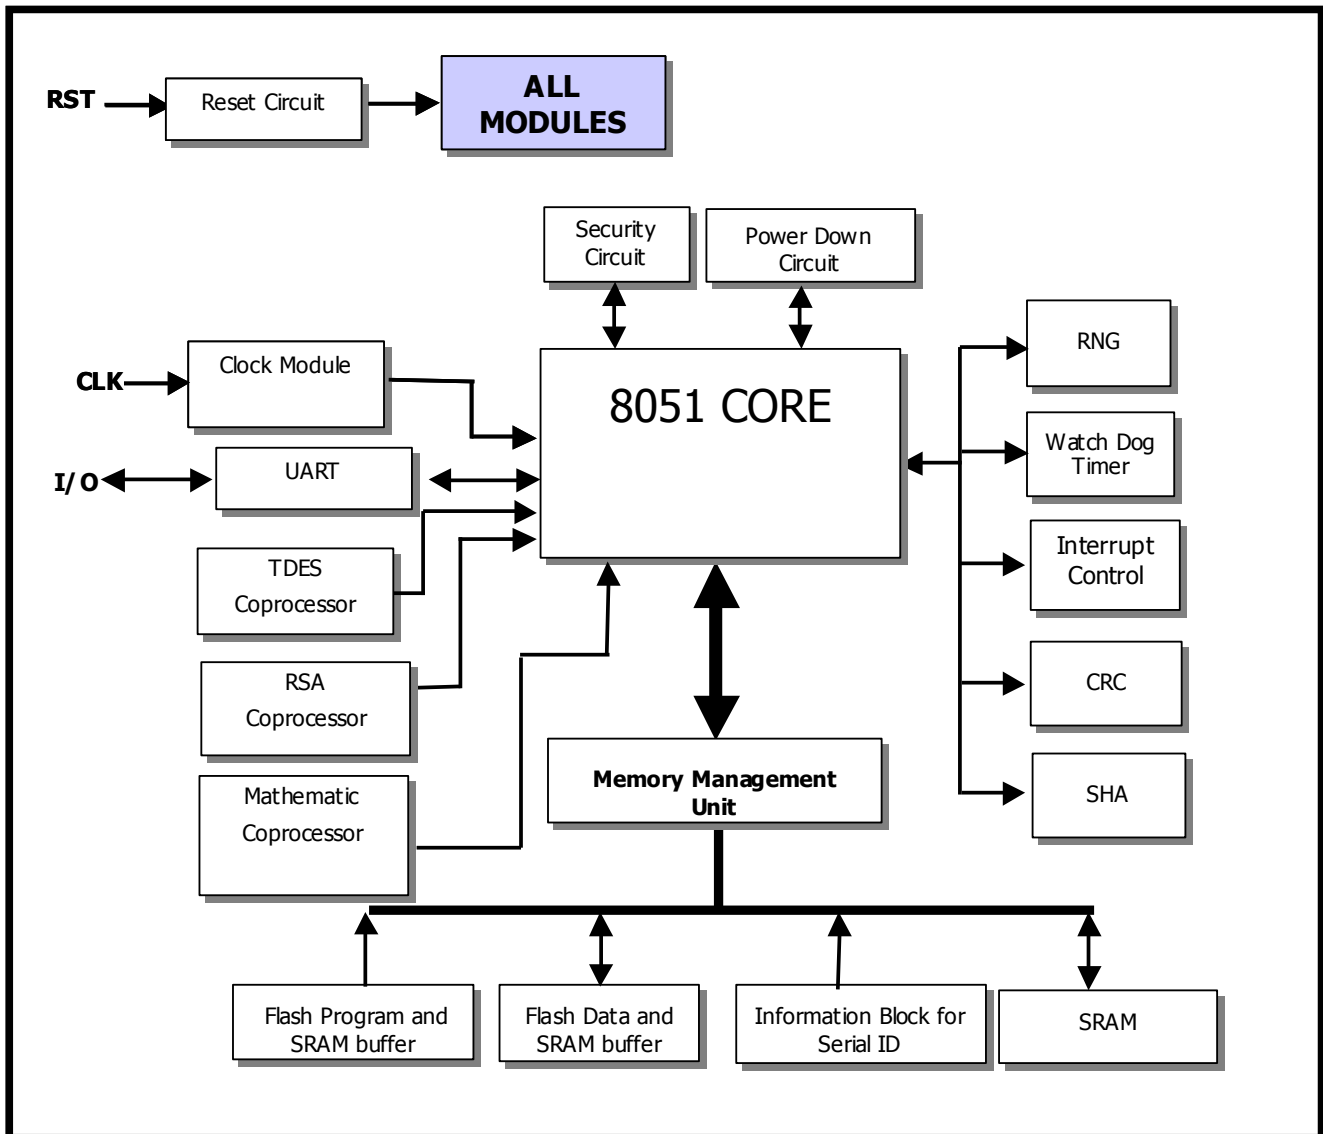 RST
Reset Circuit
ALL
MODULES
Security
Circuit
Power Down
Circuit
CLK
Clock Module
8051 CORE
RNG
I/O
UART
Watch Dog
Timer
TDES
Coprocessor
Interrupt
Control
RSA
Coprocessor
CRC
Mathematic
Coprocessor
Memory Management
Unit
SHA
Flash Program and
SRAM buffer
Flash Data and
SRAM buffer
Information Block for
Serial ID
SRAM